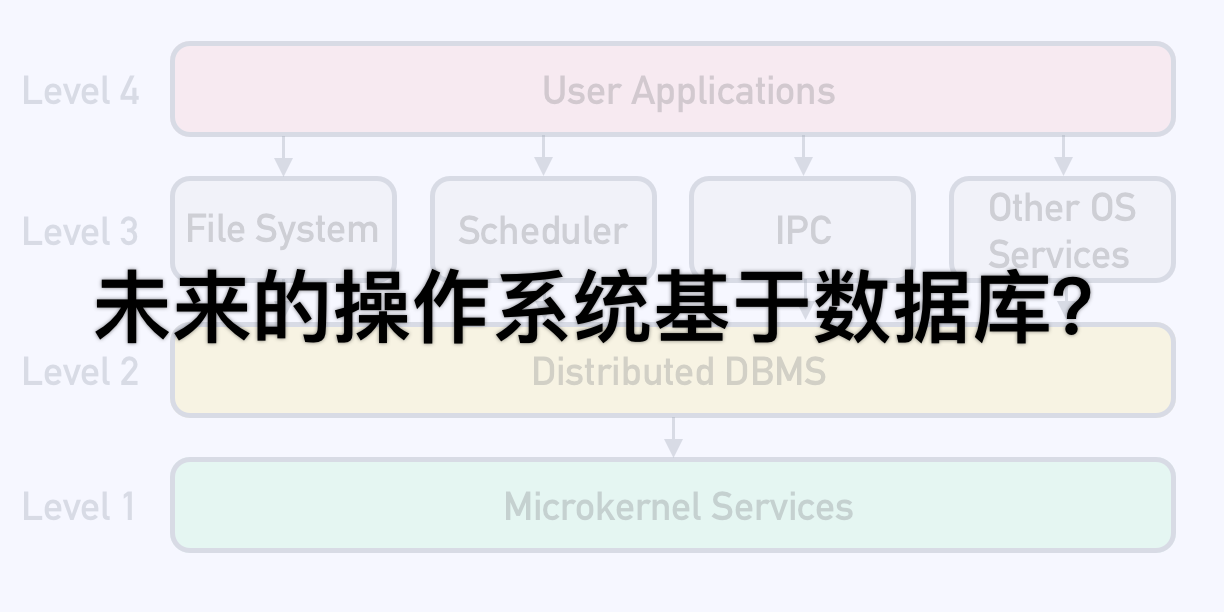 Level 4
User Applications
Level 3
File System
Scheduler
IPC
Other OS
Services
未来的操作系统基于数据库?
Level 2
Distributed DBMS
Level 1
Microkernel Services